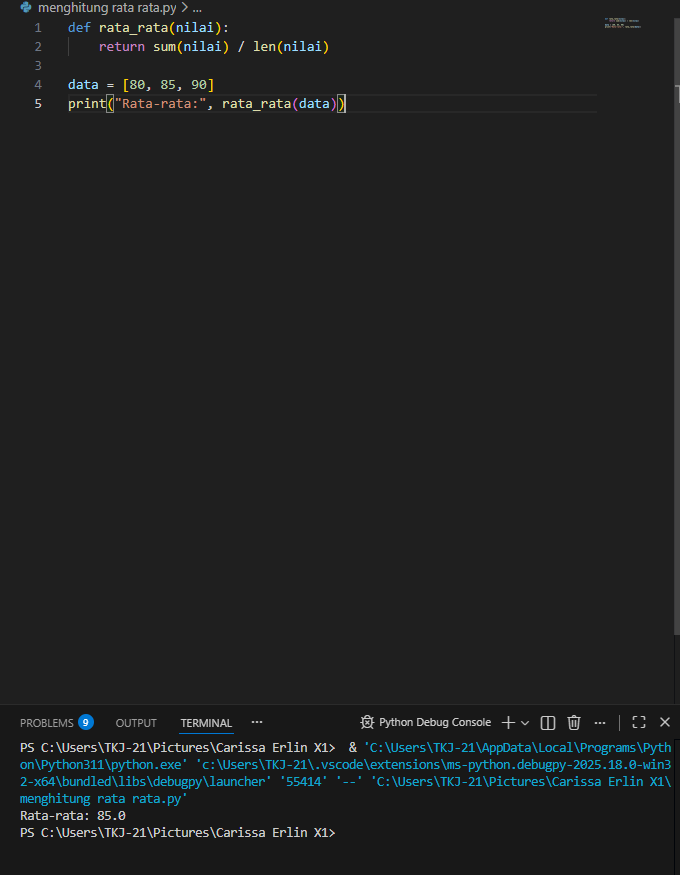 menghitung rata rata.py > ...
1 def rata_rata(nilai):
2     return sum(nilai) / len(nilai)
3
4 data = [80, 85, 90]
5 print("Rata-rata:", rata_rata(data))
PROBLEMS 9 OUTPUT TERMINAL ... Python Debug Console
PS C:\Users\TKJ-21\Pictures\Carissa Erlin X1>  & 'C:\Users\TKJ-21\AppData\Local\Programs\Pyth
on\Python311\python.exe' 'c:\Users\TKJ-21\.vscode\extensions\ms-python.debugpy-2025.18.0-win3
2-x64\bundled\libs\debugpy\launcher' '55414' '--' 'C:\Users\TKJ-21\Pictures\Carissa Erlin X1\
menghitung rata rata.py'
Rata-rata: 85.0
PS C:\Users\TKJ-21\Pictures\Carissa Erlin X1>